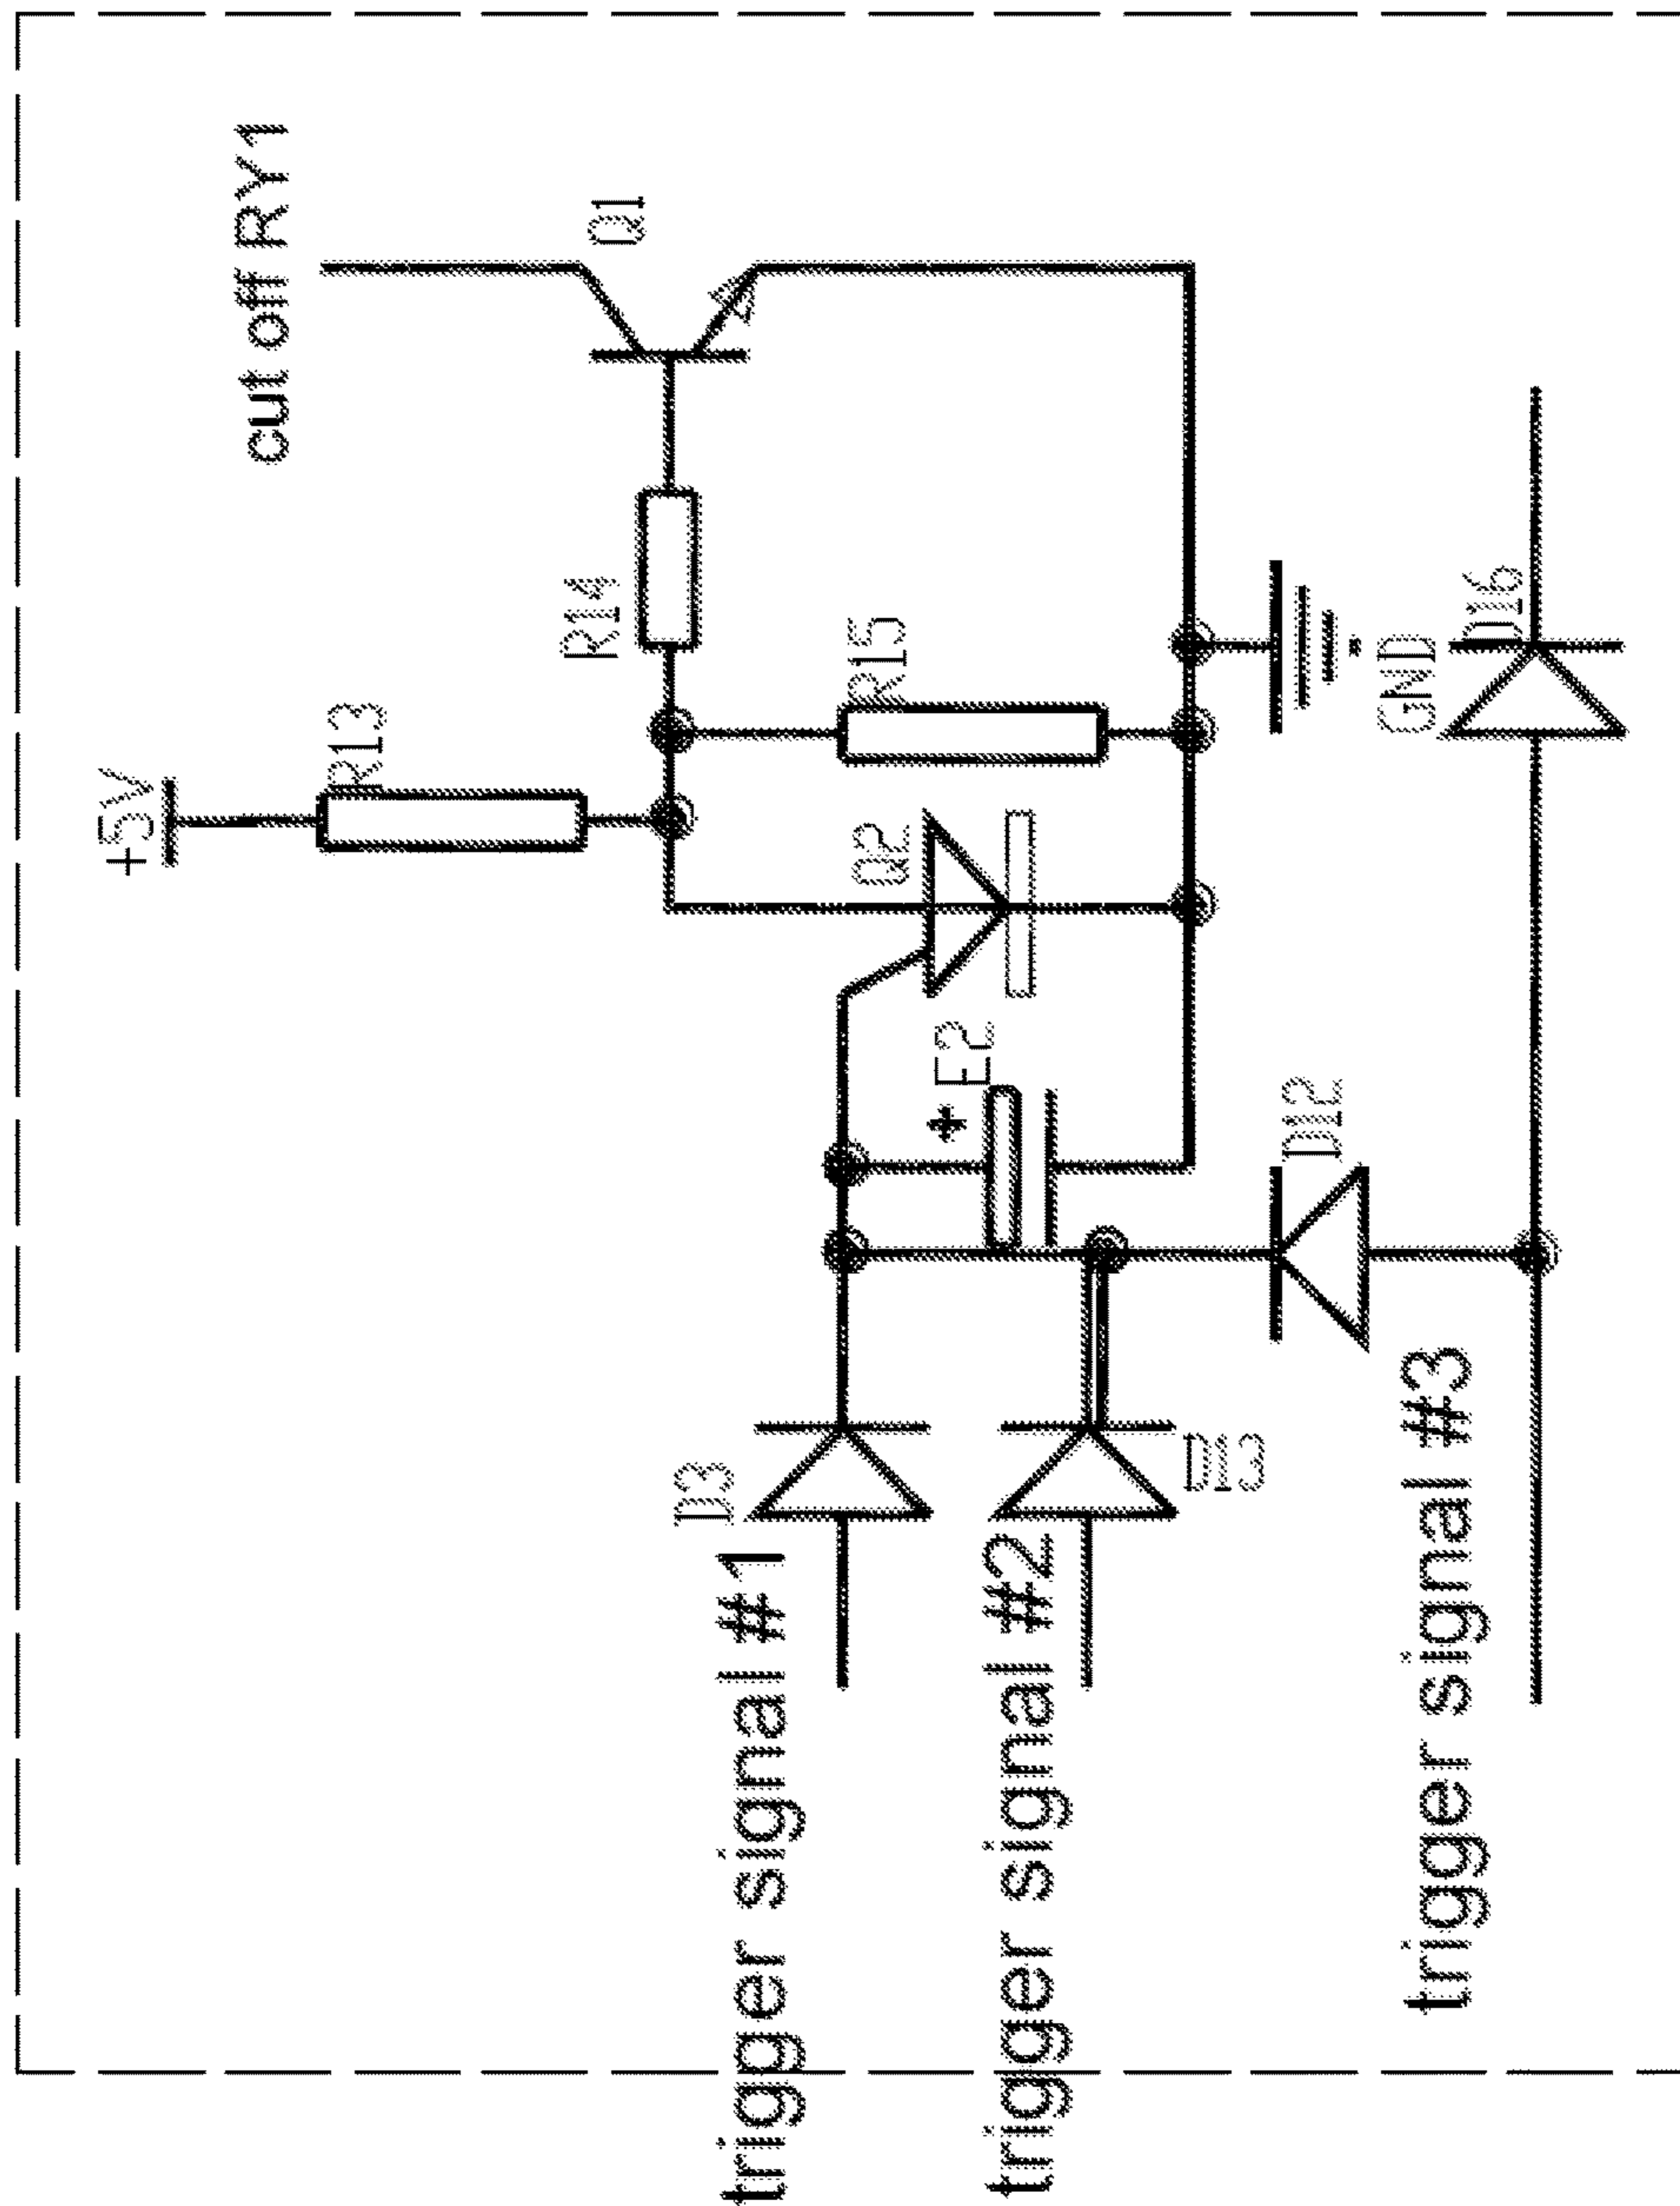 +5V
cut off RY1
R13
R14
Q1
R15
Q2
E2
+
D3
trigger signal #1
D13
trigger signal #2
D12
GND
D16
trigger signal #3